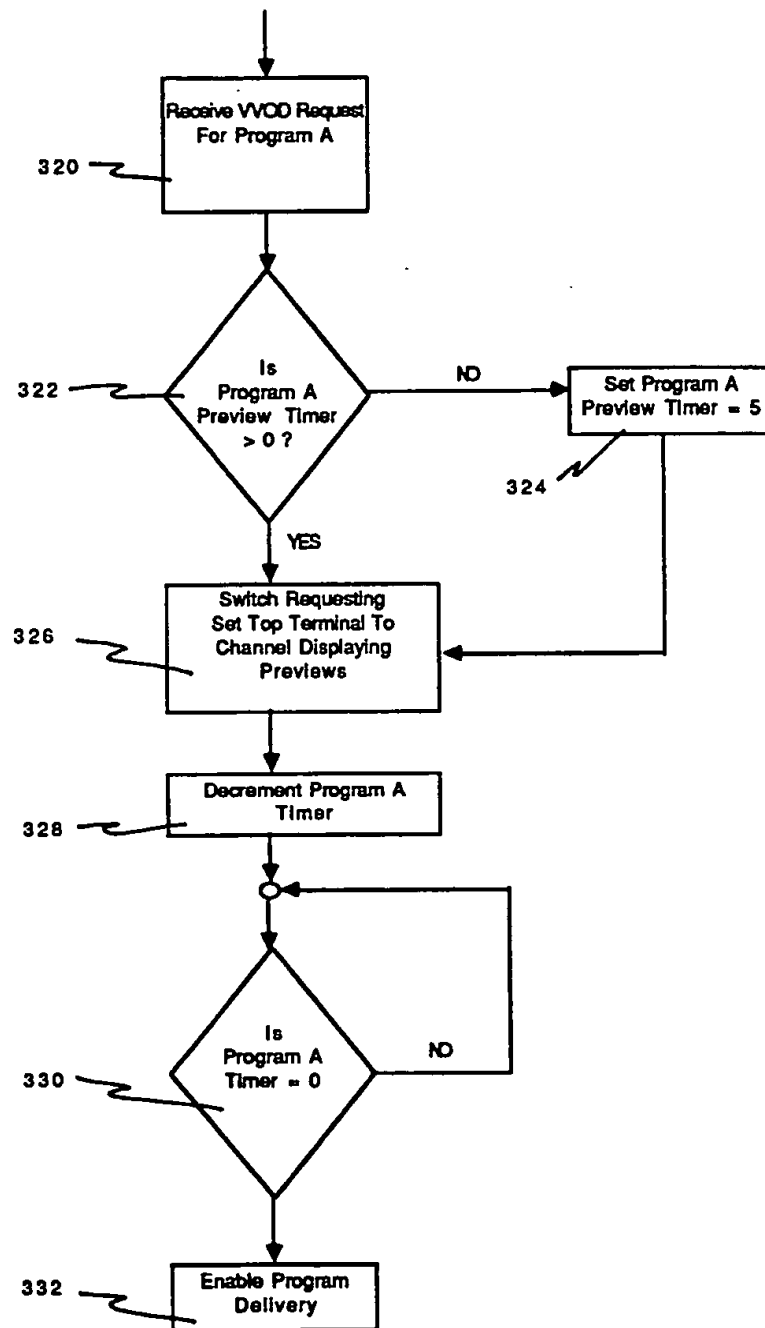 Receive VVOD Request
For Program A
320
Is
Program A
Preview Timer
> 0 ?
322
NO
Set Program A
Preview Timer = 5
324
YES
Switch Requesting
Set Top Terminal To
Channel Displaying
Previews
326
Decrement Program A
Timer
328
Is
Program A
Timer = 0
330
NO
Enable Program
Delivery
332